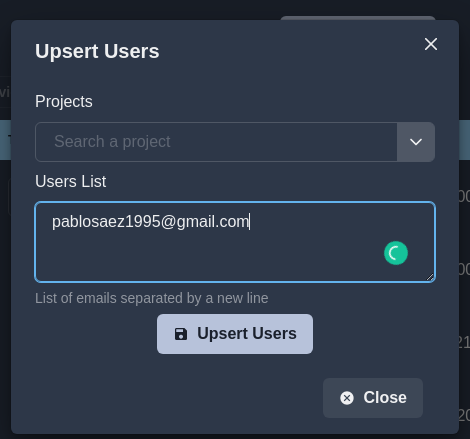 Upsert Users
Projects
Search a project
Users List
pablosaez1995@gmail.com
List of emails separated by a new line
Upsert Users
Close